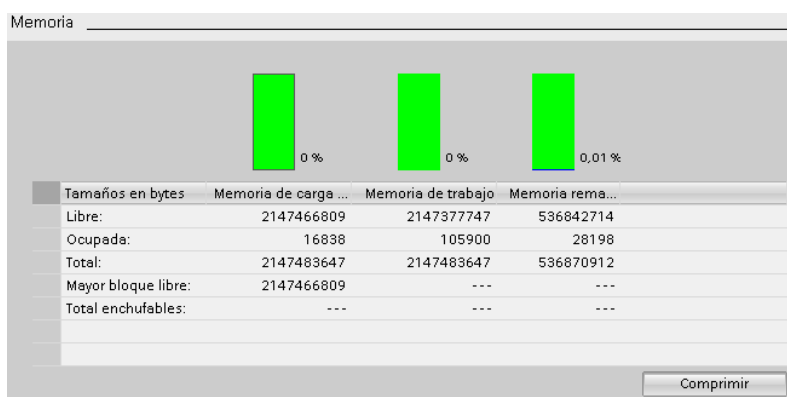 Memoria
0 % 0 % 0,01 %
Tamaños en bytes Memoria de carga ... Memoria de trabajo Memoria rema...
Libre: 2147466809 2147377747 536842714
Ocupada: 16838 105900 28198
Total: 2147483647 2147483647 536870912
Mayor bloque libre: 2147466809 --- ---
Total enchufables: --- --- ---
Comprimir